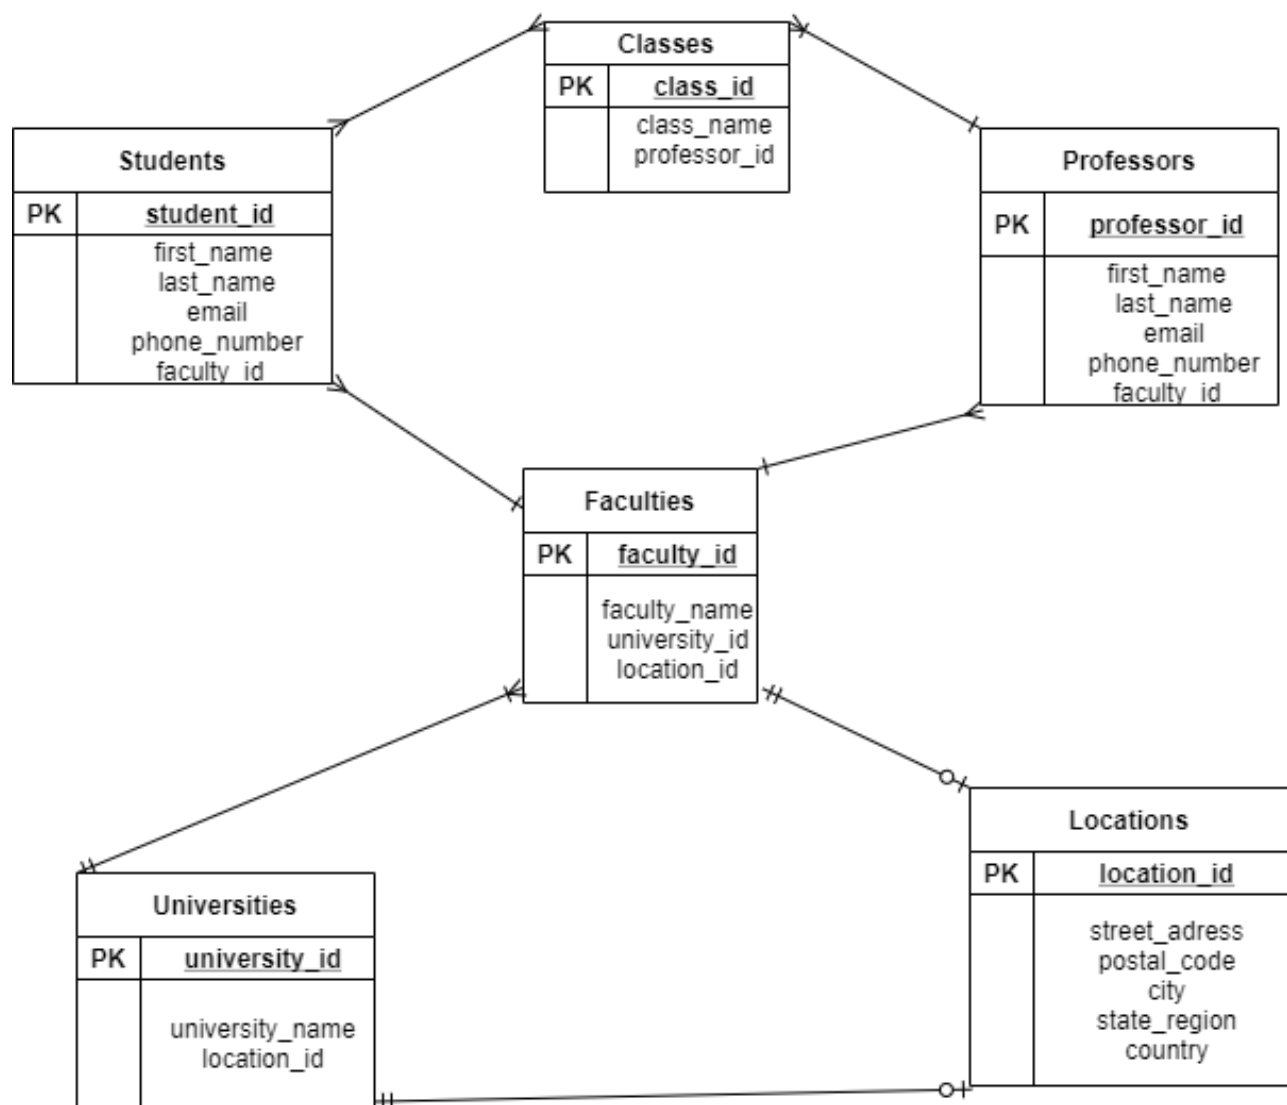 Classes
PK class_id
class_name
professor_id
Students
PK student_id
first_name
last_name
email
phone_number
faculty_id
Professors
PK professor_id
first_name
last_name
email
phone_number
faculty_id
Faculties
PK faculty_id
faculty_name
university_id
location_id
Locations
PK location_id
street_adress
postal_code
city
state_region
country
Universities
PK university_id
university_name
location_id